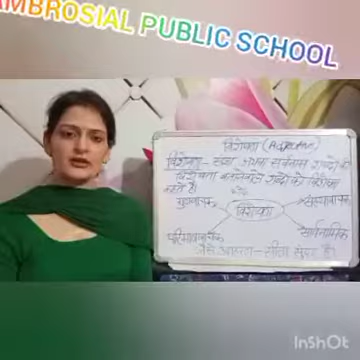 AMBROSIAL PUBLIC SCHOOL
विशेषण (Adjective)
विशेषण - संज्ञा अथवा सर्वनाम शब्दों की
विशेषता बतलानेवाले शब्दों को विशेषण
कहते हैं।
गुणवाचक संख्यावाचक
विशेषण
परिमाणवाचक सार्वनामिक
जैसे - सीता सुंदर है।
InShOt